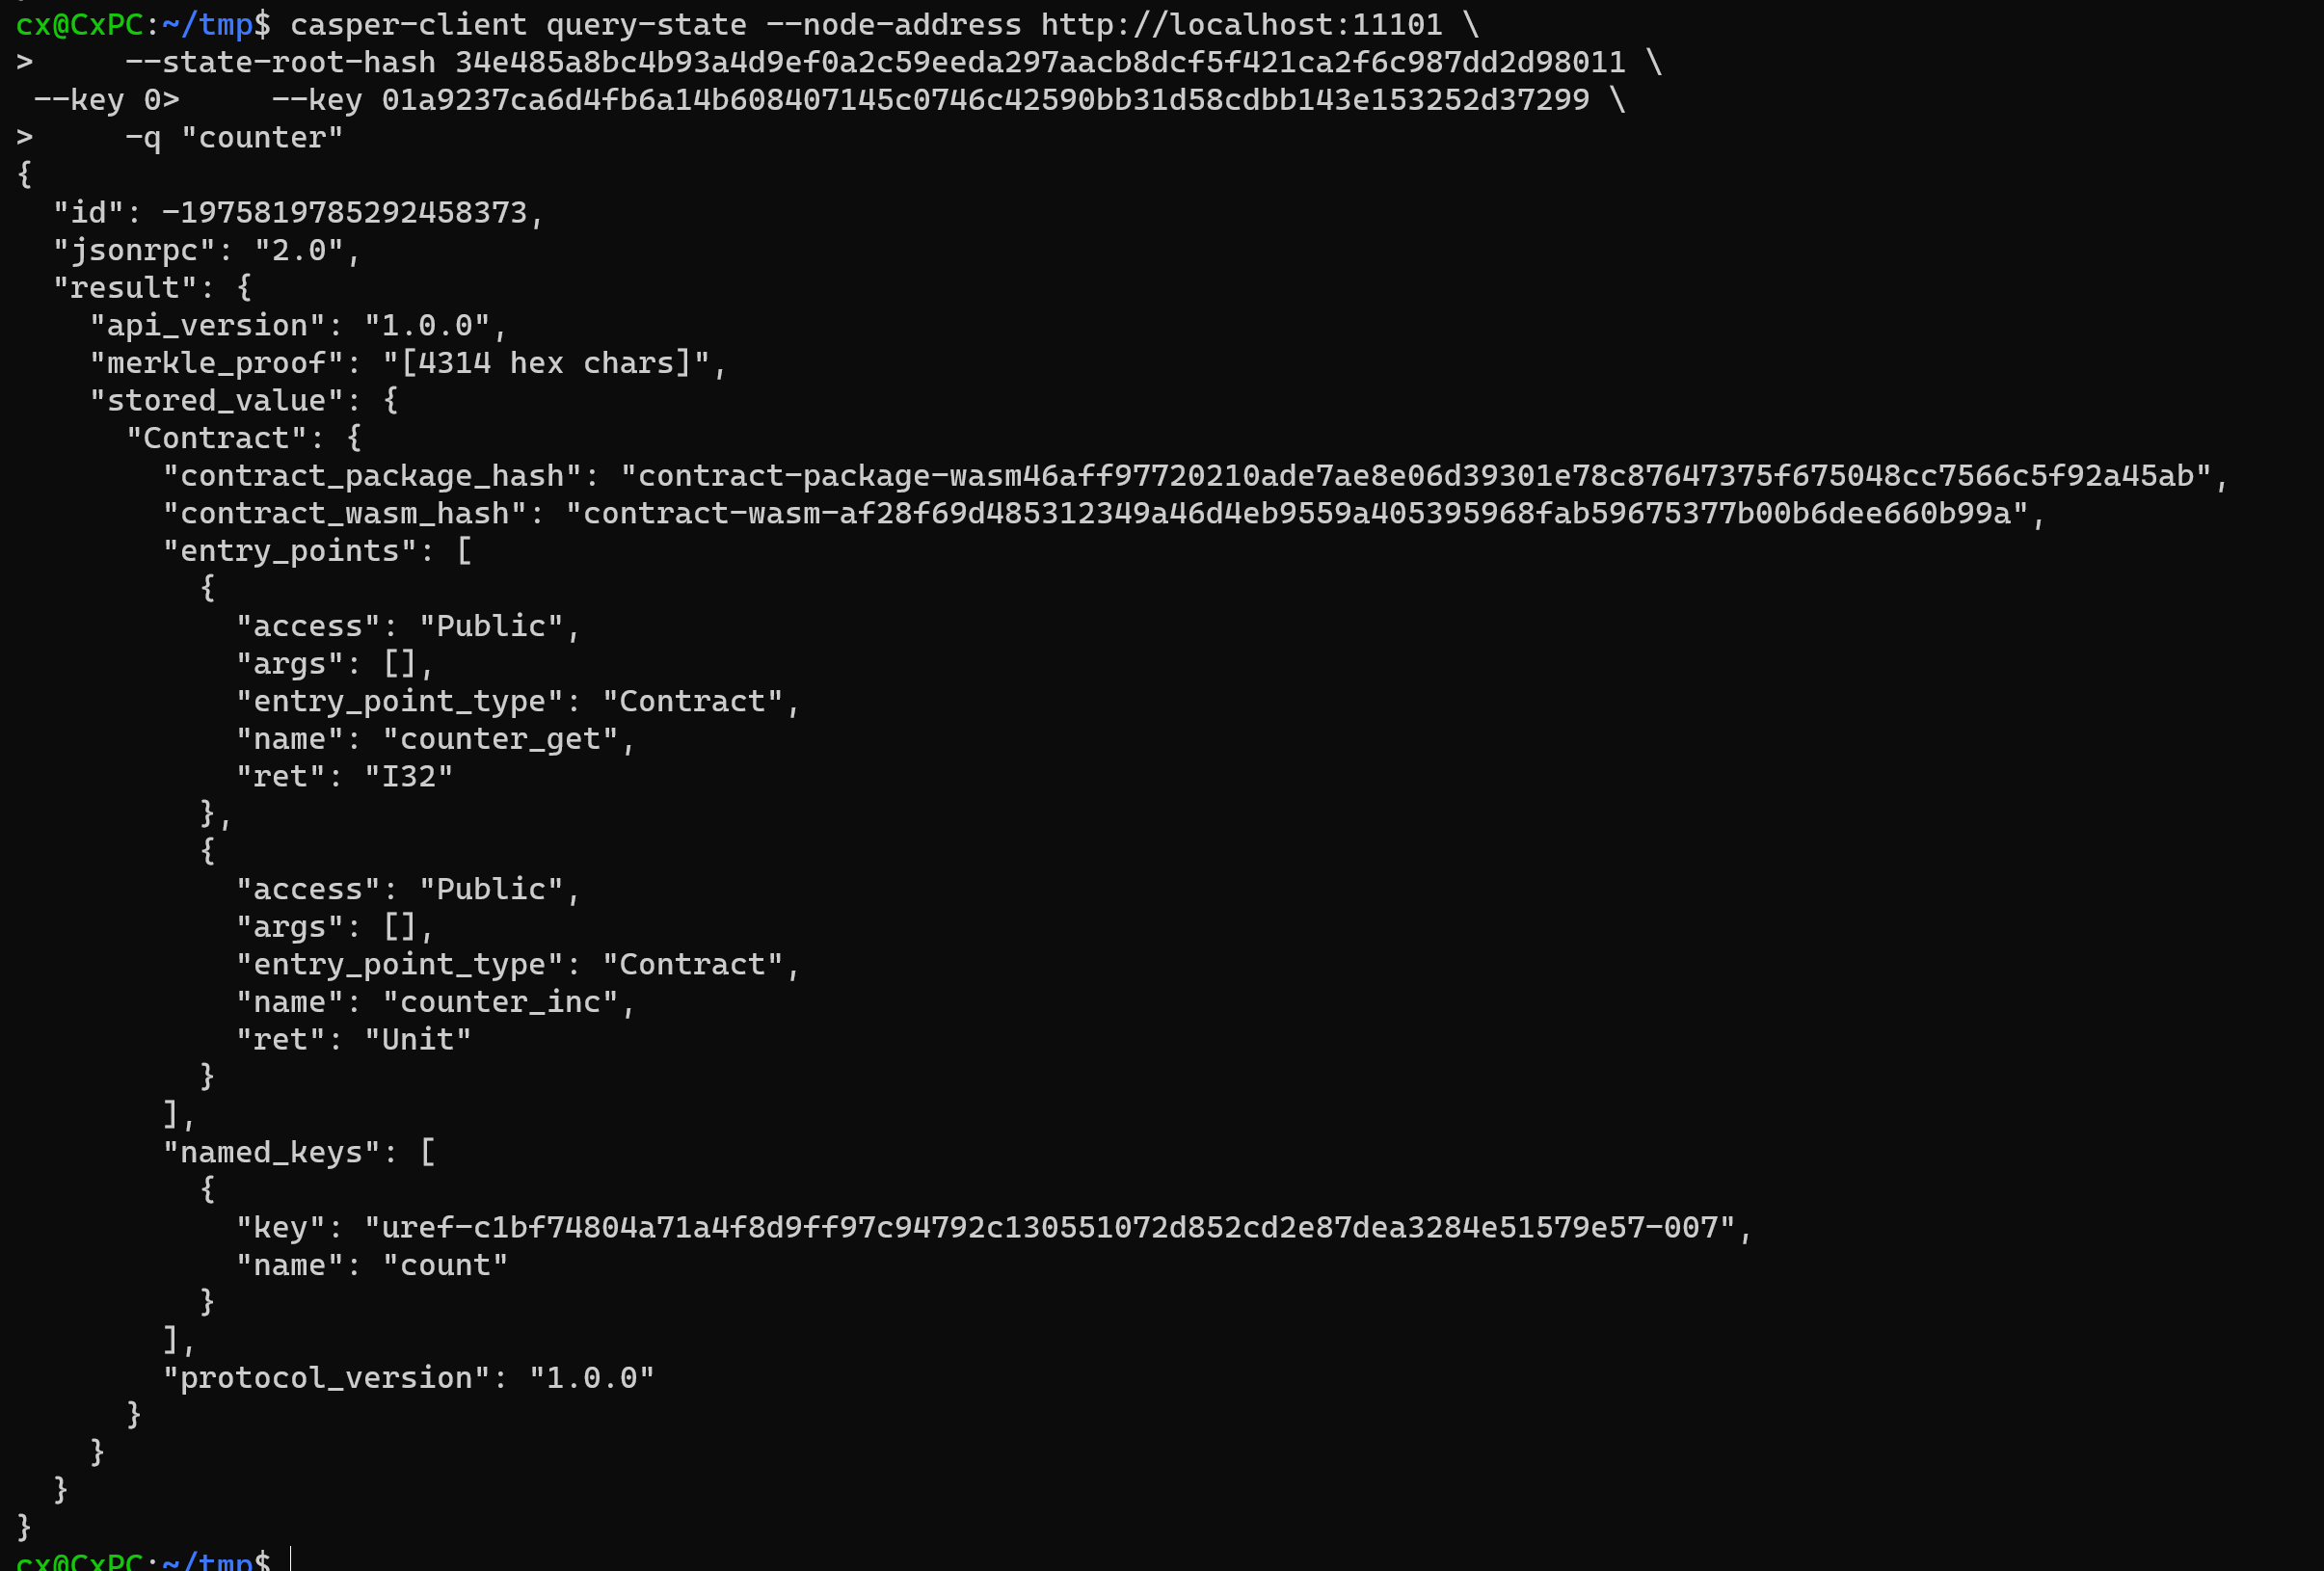 cx@CxPC:~/tmp$ casper-client query-state --node-address http://localhost:11101 \
>     --state-root-hash 34e485a8bc4b93a4d9ef0a2c59eeda297aacb8dcf5f421ca2f6c987dd2d98011 \
 --key 0>     --key 01a9237ca6d4fb6a14b608407145c0746c42590bb31d58cdbb143e153252d37299 \
>     -q "counter"
{
  "id": -1975819785292458373,
  "jsonrpc": "2.0",
  "result": {
    "api_version": "1.0.0",
    "merkle_proof": "[4314 hex chars]",
    "stored_value": {
      "Contract": {
        "contract_package_hash": "contract-package-wasm46aff97720210ade7ae8e06d39301e78c87647375f675048cc7566c5f92a45ab",
        "contract_wasm_hash": "contract-wasm-af28f69d485312349a46d4eb9559a405395968fab59675377b00b6dee660b99a",
        "entry_points": [
          {
            "access": "Public",
            "args": [],
            "entry_point_type": "Contract",
            "name": "counter_get",
            "ret": "I32"
          },
          {
            "access": "Public",
            "args": [],
            "entry_point_type": "Contract",
            "name": "counter_inc",
            "ret": "Unit"
          }
        ],
        "named_keys": [
          {
            "key": "uref-c1bf74804a71a4f8d9ff97c94792c130551072d852cd2e87dea3284e51579e57-007",
            "name": "count"
          }
        ],
        "protocol_version": "1.0.0"
      }
    }
  }
}
cx@CxPC:~/tmp$